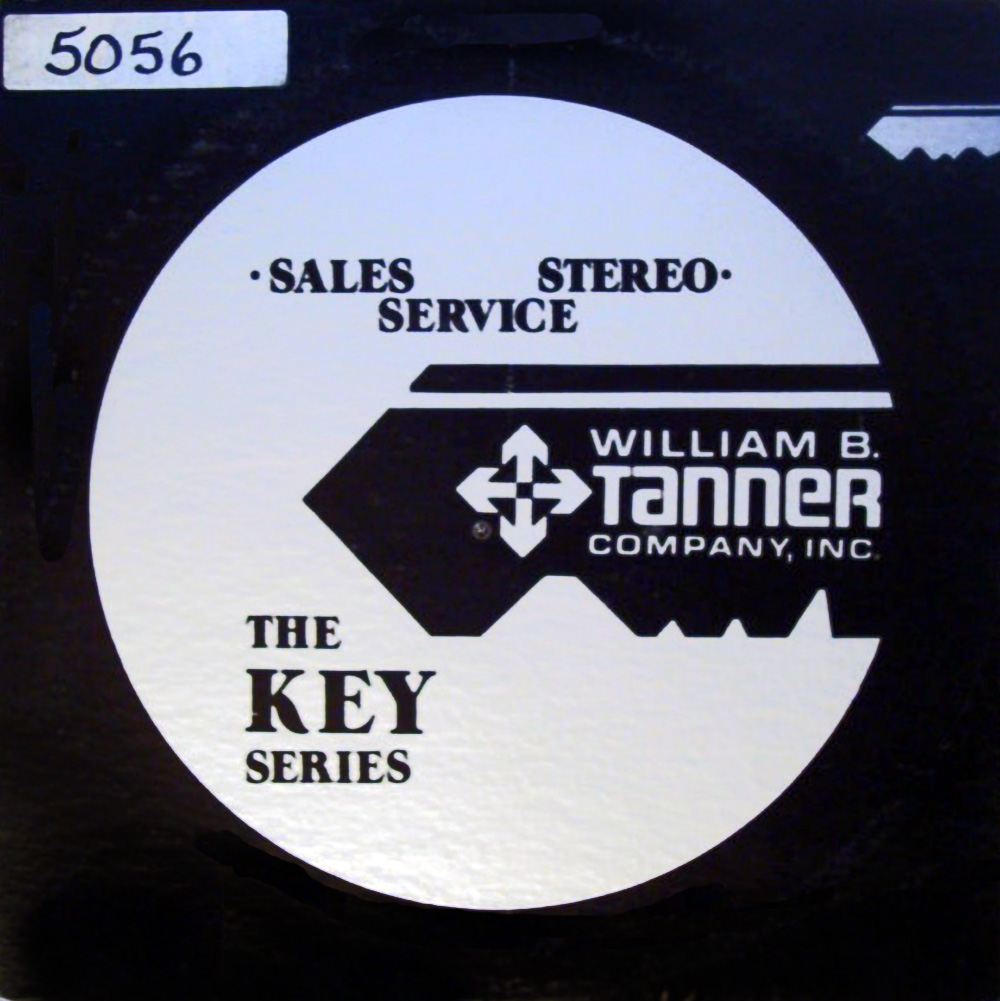 5056
· SALES STEREO ·
SERVICE
WILLIAM B.
TANNER
COMPANY, INC.
THE
KEY
SERIES